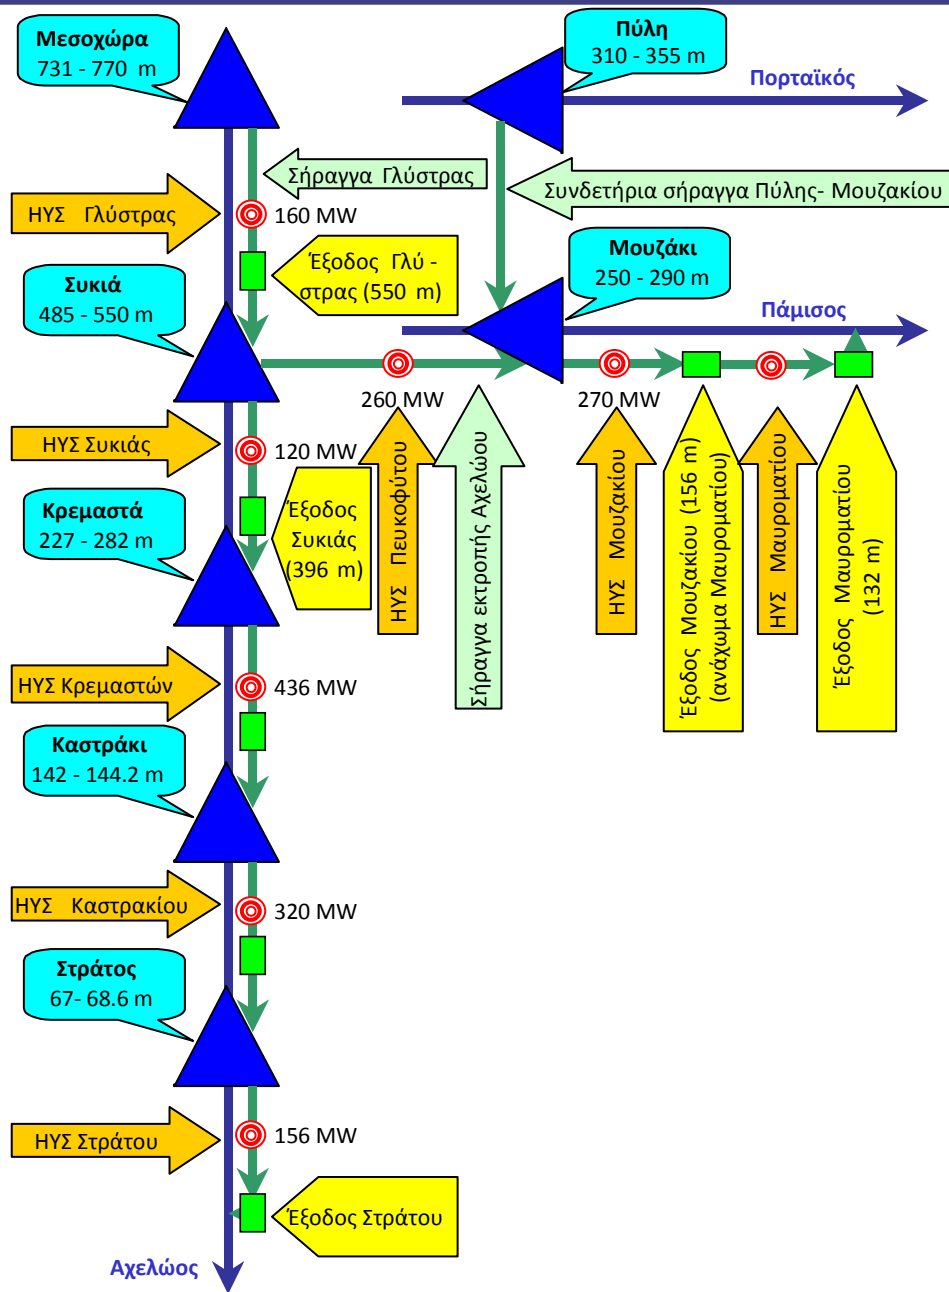 Μεσοχώρα
731 - 770 m
Πύλη
310 - 355 m
Πορταϊκός
Σήραγγα Γλύστρας
Συνδετήρια σήραγγα Πύλης- Μουζακίου
ΗΥΣ Γλύστρας
160 MW
Έξοδος Γλύ -
στρας (550 m)
Μουζάκι
250 - 290 m
Συκιά
485 - 550 m
Πάμισος
260 MW
270 MW
ΗΥΣ Συκιάς
120 MW
Κρεμαστά
227 - 282 m
Έξοδος
Συκιάς
(396 m)
ΗΥΣ Πευκοφύτου
Σήραγγα εκτροπής Αχελώου
ΗΥΣ Μουζακίου
Έξοδος Μουζακίου (156 m)
(ανάχωμα Μαυροματίου)
ΗΥΣ Μαυροματίου
Έξοδος Μαυροματίου
(132 m)
ΗΥΣ Κρεμαστών
436 MW
Καστράκι
142 - 144.2 m
ΗΥΣ Καστρακίου
320 MW
Στράτος
67- 68.6 m
ΗΥΣ Στράτου
156 MW
Έξοδος Στράτου
Αχελώος